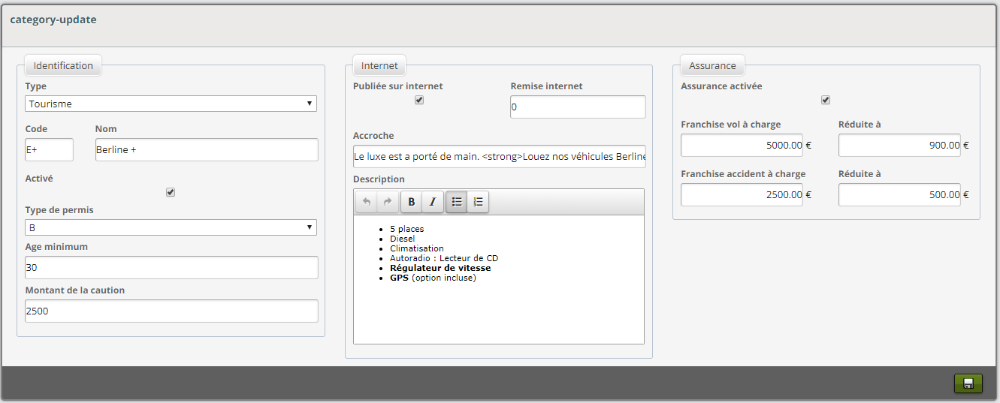 category-update
Identification
Type
Tourisme
Code Nom
E+ Berline +
Activé
Type de permis
B
Age minimum
30
Montant de la caution
2500
Internet
Publiée sur internet Remise internet
0
Accroche
Le luxe est a porté de main. <strong>Louez nos véhicules Berline
Description
B I
5 places
Diesel
Climatisation
Autoradio : Lecteur de CD
Régulateur de vitesse
GPS (option incluse)
Assurance
Assurance activée
Franchise vol à charge Réduite à
5000.00 € 900.00 €
Franchise accident à charge Réduite à
2500.00 € 500.00 €